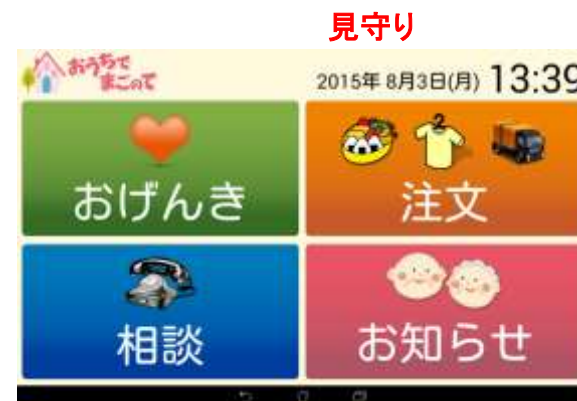 見守り
おうちで
まごのて
2015年 8月3日(月) 13:39
おげんき
2
注文
相談
お知らせ